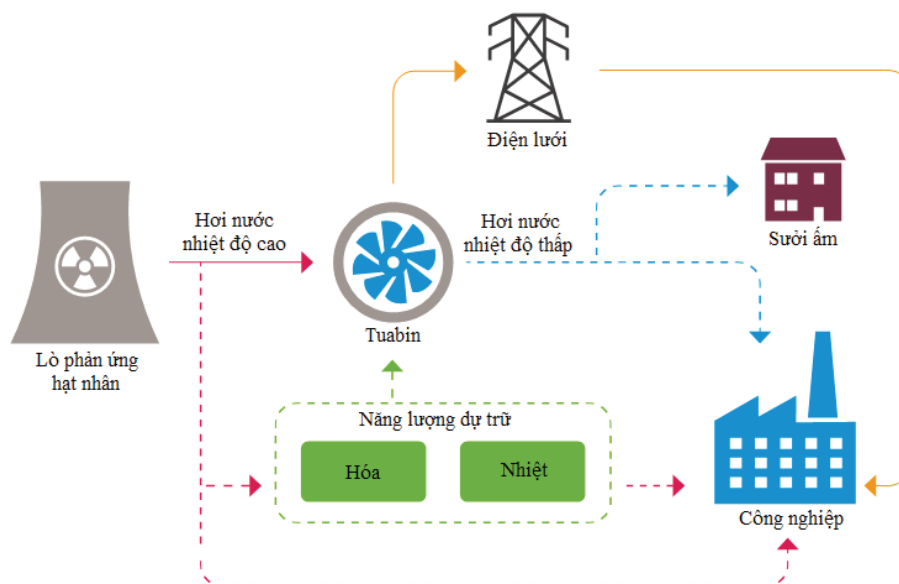 Điện lưới
Hơi nước
nhiệt độ cao
Hơi nước
nhiệt độ thấp
Sưởi ấm
Tuabin
Lò phản ứng
hạt nhân
Năng lượng dự trữ
Hóa
Nhiệt
Công nghiệp